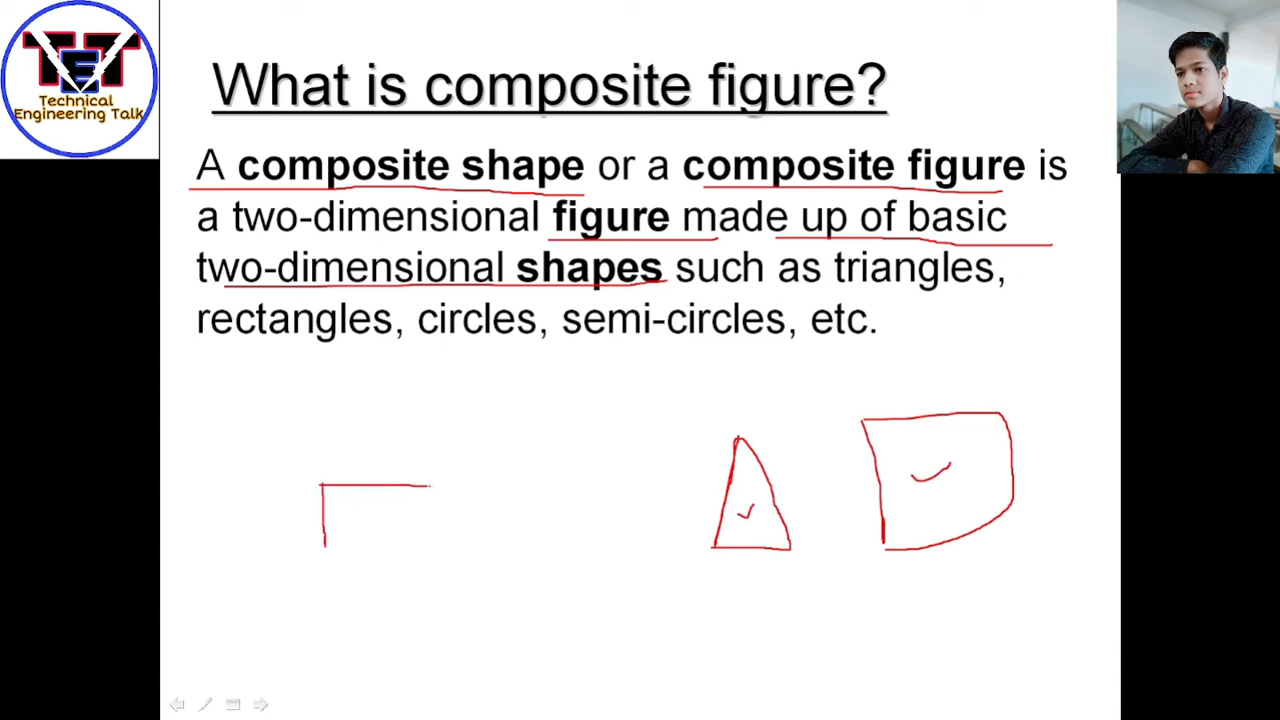 TET
Technical
Engineering Talk
What is composite figure?
A composite shape or a composite figure is
a two-dimensional figure made up of basic
two-dimensional shapes such as triangles,
rectangles, circles, semi-circles, etc.